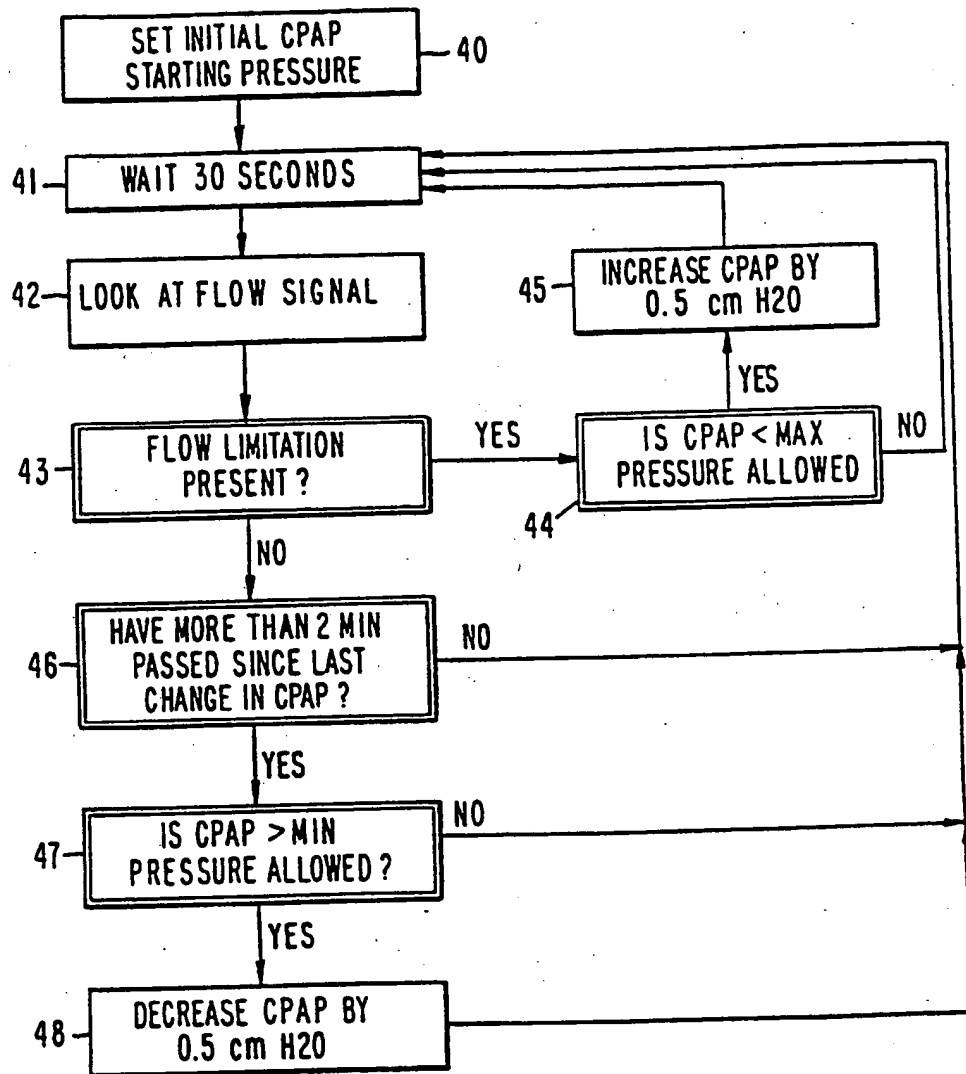 SET INITIAL CPAP
STARTING PRESSURE
40
41
WAIT 30 SECONDS
42
LOOK AT FLOW SIGNAL
45
INCREASE CPAP BY
0.5 cm H20
YES
43
FLOW LIMITATION
PRESENT ?
YES
IS CPAP < MAX
PRESSURE ALLOWED
NO
44
NO
46
HAVE MORE THAN 2 MIN
PASSED SINCE LAST
CHANGE IN CPAP ?
NO
YES
47
IS CPAP > MIN
PRESSURE ALLOWED ?
NO
YES
48
DECREASE CPAP BY
0.5 cm H20